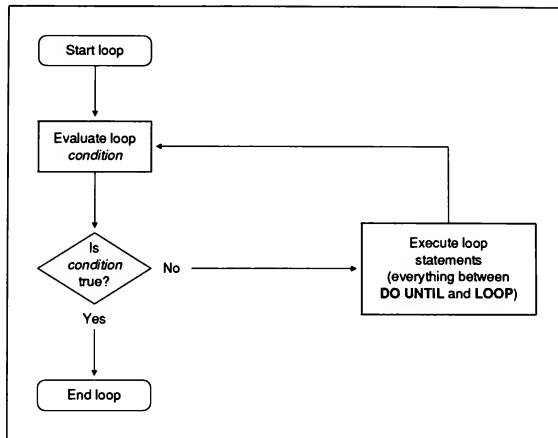 Start loop
Evaluate loop
condition
Is
condition
true?
No
Execute loop
statements
(everything between
DO UNTIL and LOOP)
Yes
End loop